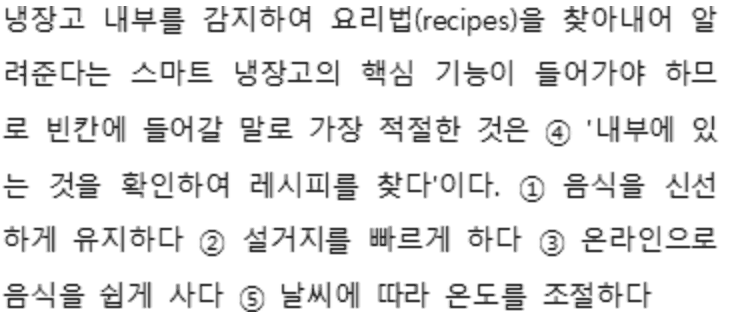 냉장고 내부를 감지하여 요리법(recipes)을 찾아내어 알
려준다는 스마트 냉장고의 핵심 기능이 들어가야 하므
로 빈칸에 들어갈 말로 가장 적절한 것은 ④ '내부에 있
는 것을 확인하여 레시피를 찾다'이다. ① 음식을 신선
하게 유지하다 ② 설거지를 빠르게 하다 ③ 온라인으로
음식을 쉽게 사다 ⑤ 날씨에 따라 온도를 조절하다